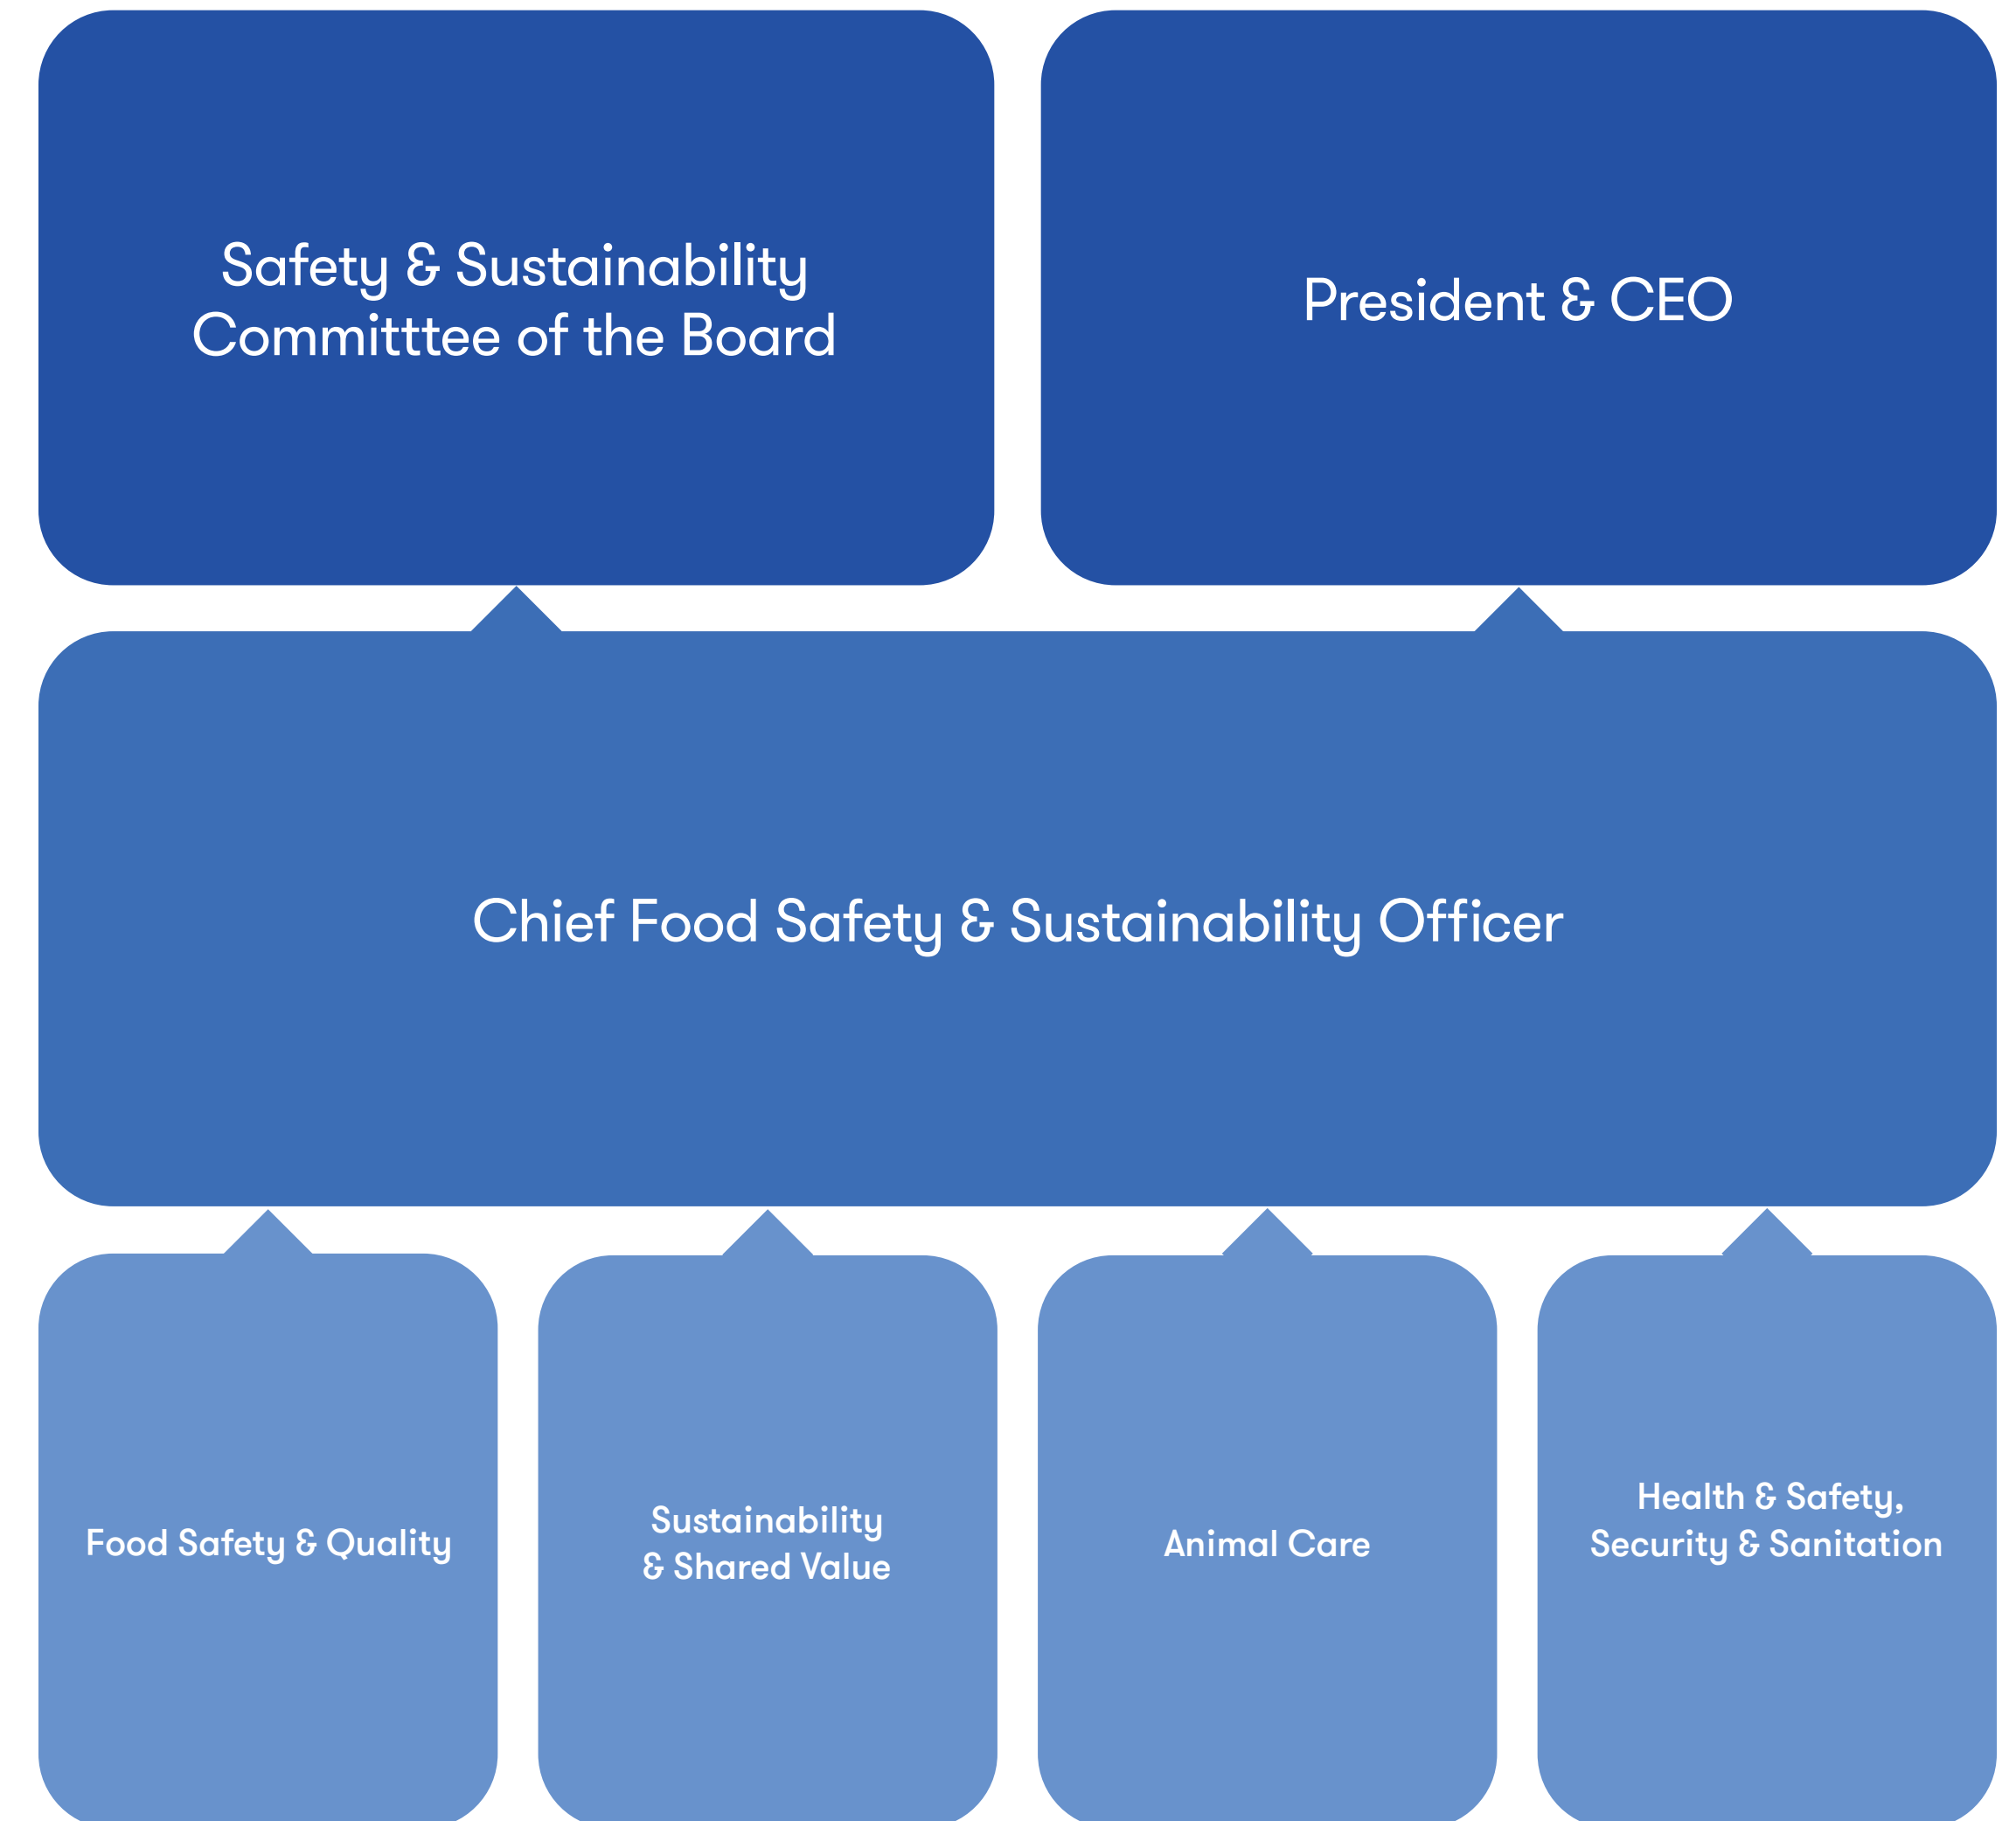 Safety & Sustainability
Committee of the Board
President & CEO
Chief Food Safety & Sustainability Officer
Food Safety & Quality
Sustainability
& Shared Value
Animal Care
Health & Safety,
Security & Sanitation